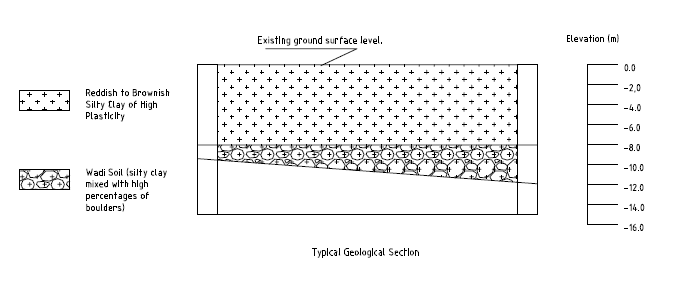 Existing ground surface level.
Elevation (m)
Reddish to Brownish
Silty Clay of High
Plasticity
Wadi Soil (silty clay
mixed with high
percentages of
boulders)
0.0
-2,0
-4.0
-6.0
-8.0
-10.0
-12.0
-14.0
-16.0
Typical Geological Section